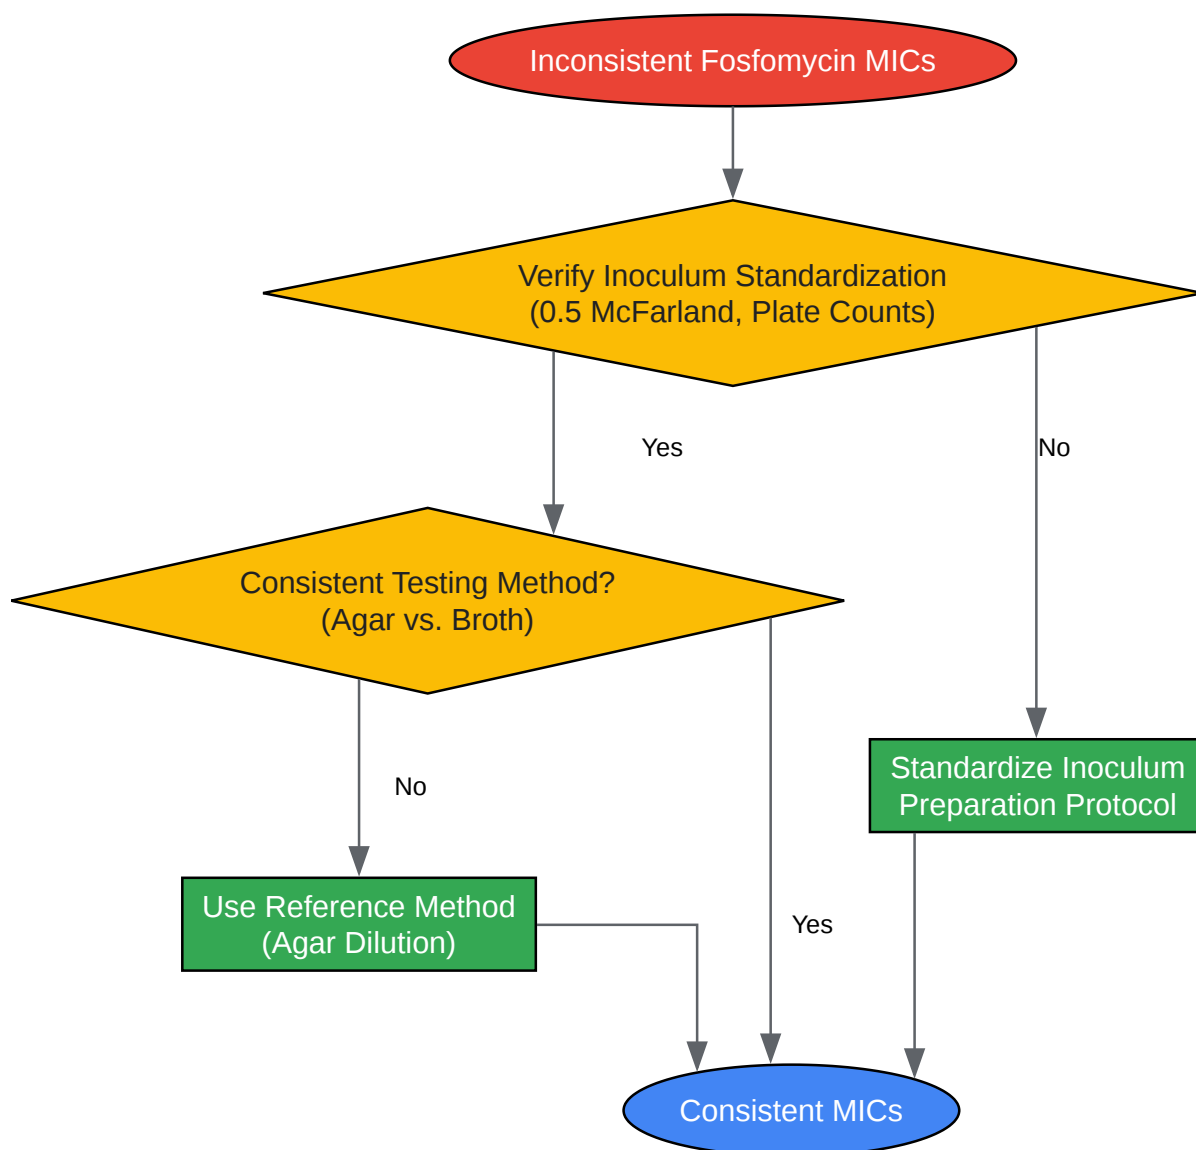 Inconsistent Fosfomycin MICs
Verify Inoculum Standardization
(0.5 McFarland, Plate Counts)
Yes
No
Consistent Testing Method?
(Agar vs. Broth)
Standardize Inoculum
Preparation Protocol
No
Use Reference Method
(Agar Dilution)
Yes
Consistent MICs